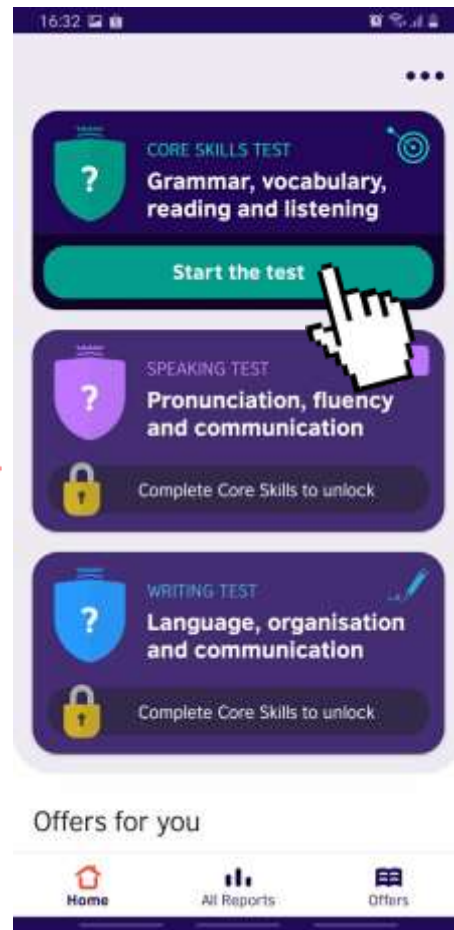 16:32
CORE SKILLS TEST
?
Grammar, vocabulary,
reading and listening
Start the test
SPEAKING TEST
?
Pronunciation, fluency
and communication
Complete Core Skills to unlock
WRITING TEST
?
Language, organisation
and communication
Complete Core Skills to unlock
Offers for you
Home All Reports Offers